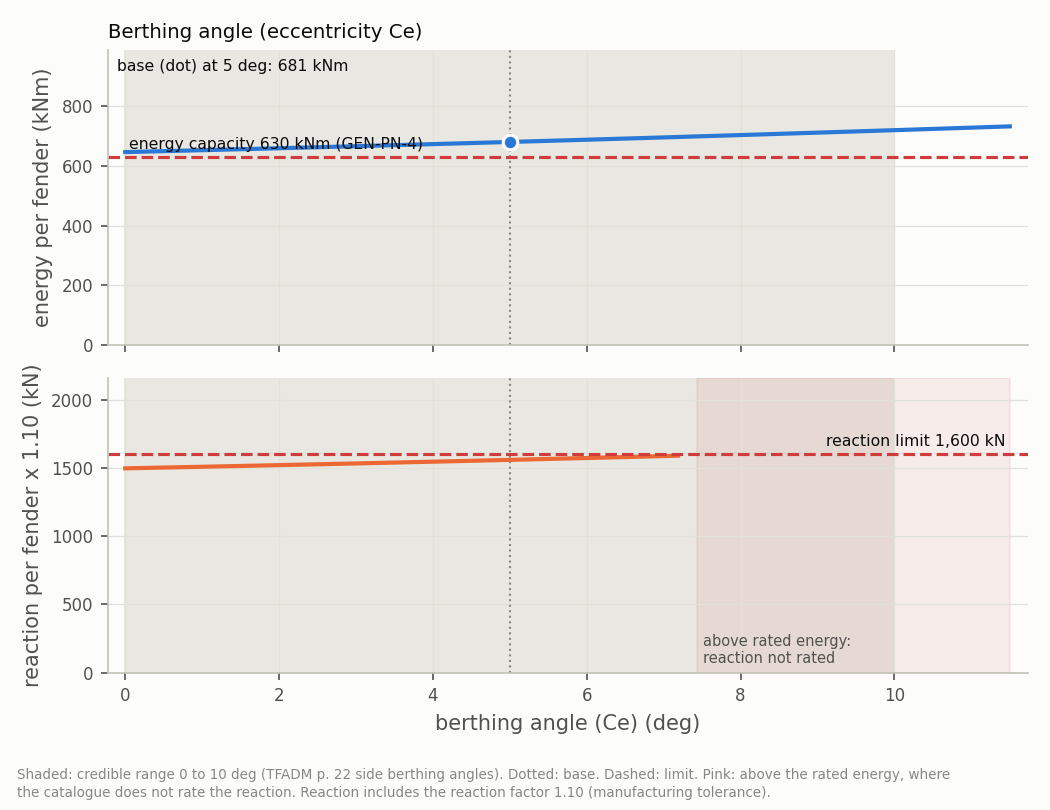 Berthing angle (eccentricity Ce)
base (dot) at 5 deg: 681 kNm
energy capacity 630 kNm (GEN-PN-4)
energy per fender (kNm)
800
600
400
200
0
reaction per fender x 1.10 (kN)
2000
1500
1000
500
0
reaction limit 1,600 kN
above rated energy:
reaction not rated
0 2 4 6 8 10
berthing angle (Ce) (deg)
Shaded: credible range 0 to 10 deg (TFADM p. 22 side berthing angles). Dotted: base. Dashed: limit. Pink: above the rated energy, where
the catalogue does not rate the reaction. Reaction includes the reaction factor 1.10 (manufacturing tolerance).